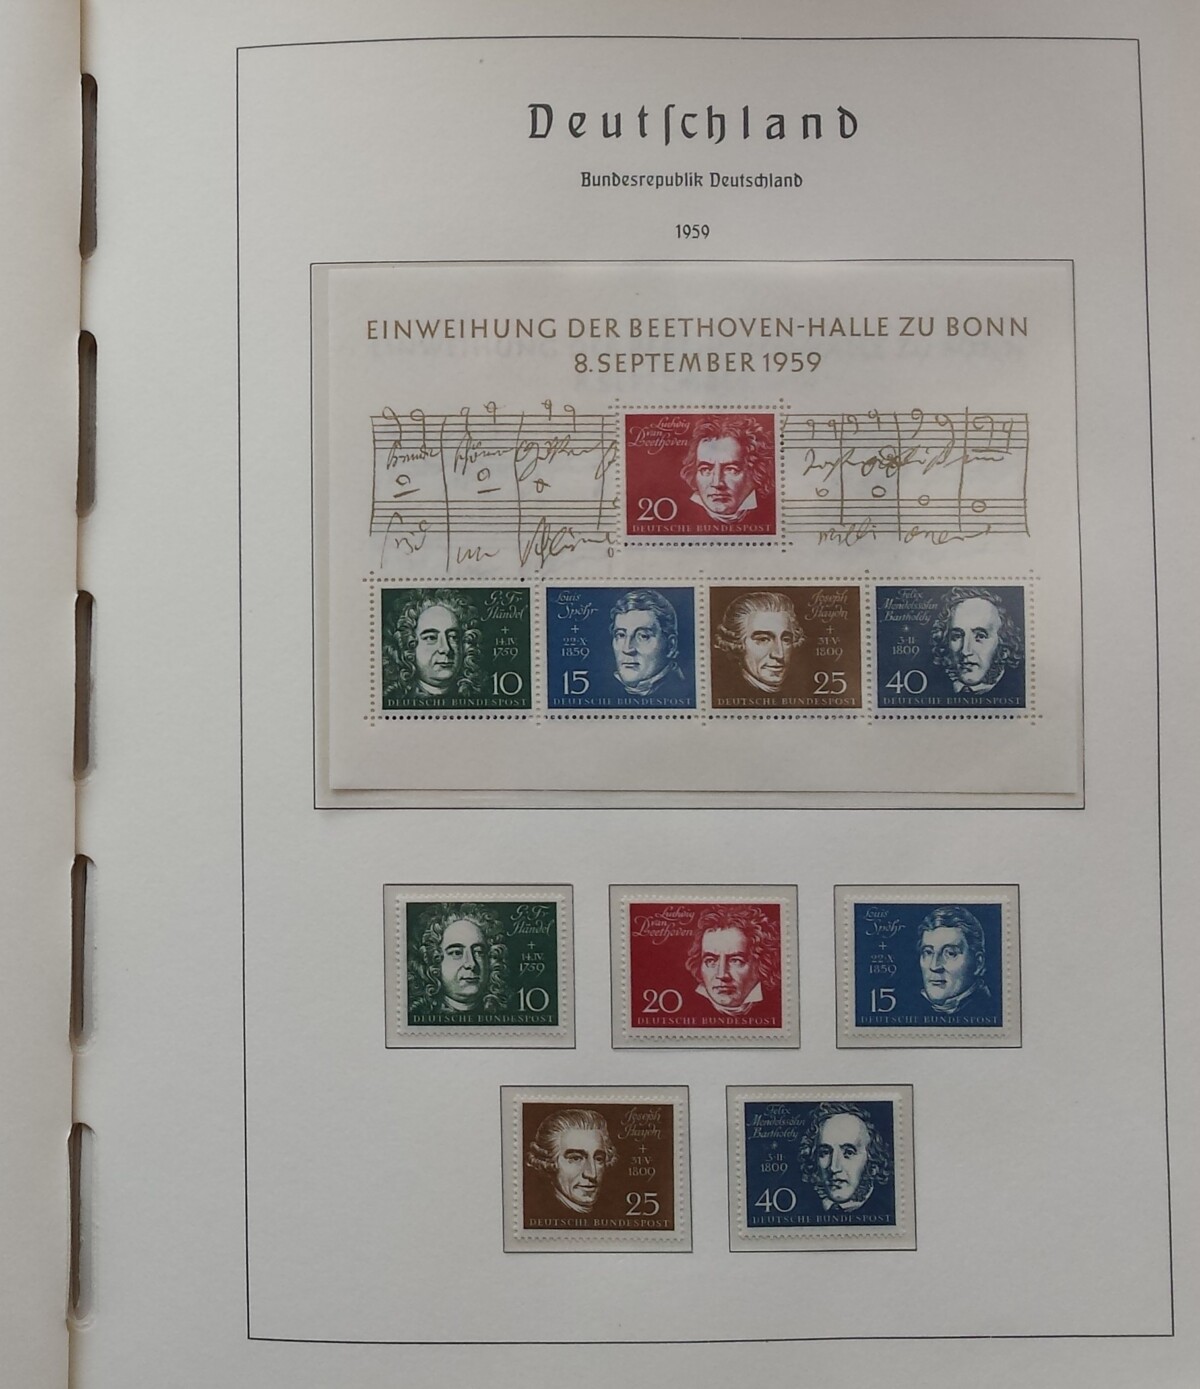 Deutſchland
Bundesrepublik Deutschland
1959
EINWEIHUNG DER BEETHOVEN-HALLE ZU BONN
8. SEPTEMBER 1959
Ludwig
van
Beethoven
20
DEUTSCHE BUNDESPOST
G. Fr.
Händel
+
14.IV.
1759
10
DEUTSCHE BUNDESPOST
Louis
Spohr
+
22·X
1859
15
DEUTSCHE BUNDESPOST
Joseph
Haydn
+
31·V·
1809
25
DEUTSCHE BUNDESPOST
Felix
Mendelssohn
Bartholdy
*
3·II·
1809
40
DEUTSCHE BUNDESPOST
G. Fr.
Händel
+
14.IV.
1759
10
DEUTSCHE BUNDESPOST
Ludwig
van
Beethoven
20
DEUTSCHE BUNDESPOST
Louis
Spohr
+
22·X
1859
15
DEUTSCHE BUNDESPOST
Joseph
Haydn
+
31·V·
1809
25
DEUTSCHE BUNDESPOST
Felix
Mendelssohn
Bartholdy
*
3·II·
1809
40
DEUTSCHE BUNDESPOST